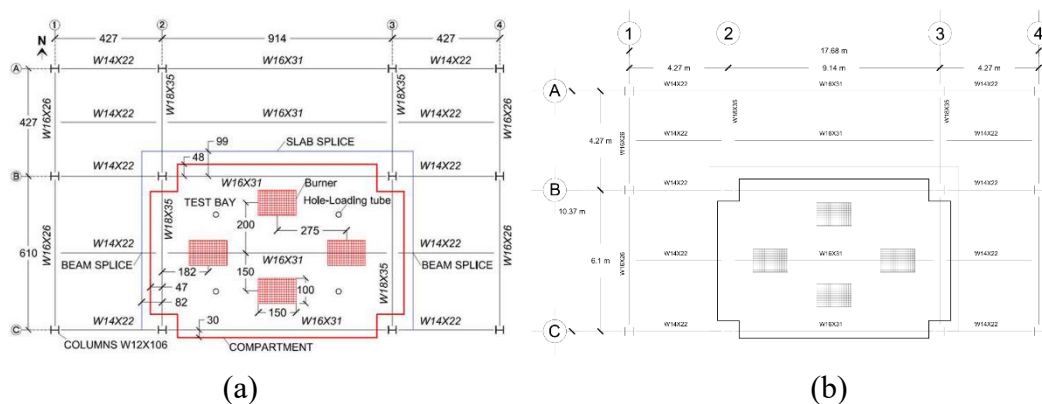 1 2 3 4
N
427 914 427
W14X22 W16X31 W14X22
A
W16X26 W18X35 W18X35 W16X26
427
W14X22 W16X31 W14X22
99
SLAB SPLICE
48
W14X22 W14X22
B
W16X31
Burner
TEST BAY
Hole-Loading tube
200
275
W18X35
W16X26 W16X26
610
W14X22 W16X31 W14X22
BEAM SPLICE BEAM SPLICE
182
150
W18X35
47
100
82
150
30
W14X22 W16X31 W14X22
C
COLUMNS W12X106
COMPARTMENT
(a)
1 2 3 4
17.68 m
4.27 m 9.14 m 4.27 m
A
W14X22 W16X31 W14X22
W16X26 W18X35 W18X35
4.27 m
W14X22 W16X31 W14X22
B
W14X22 W14X22
10.37 m
6.1 m
W16X26
W14X22 W16X31 W14X22
C
W14X22 W16X31 W14X22
(b)